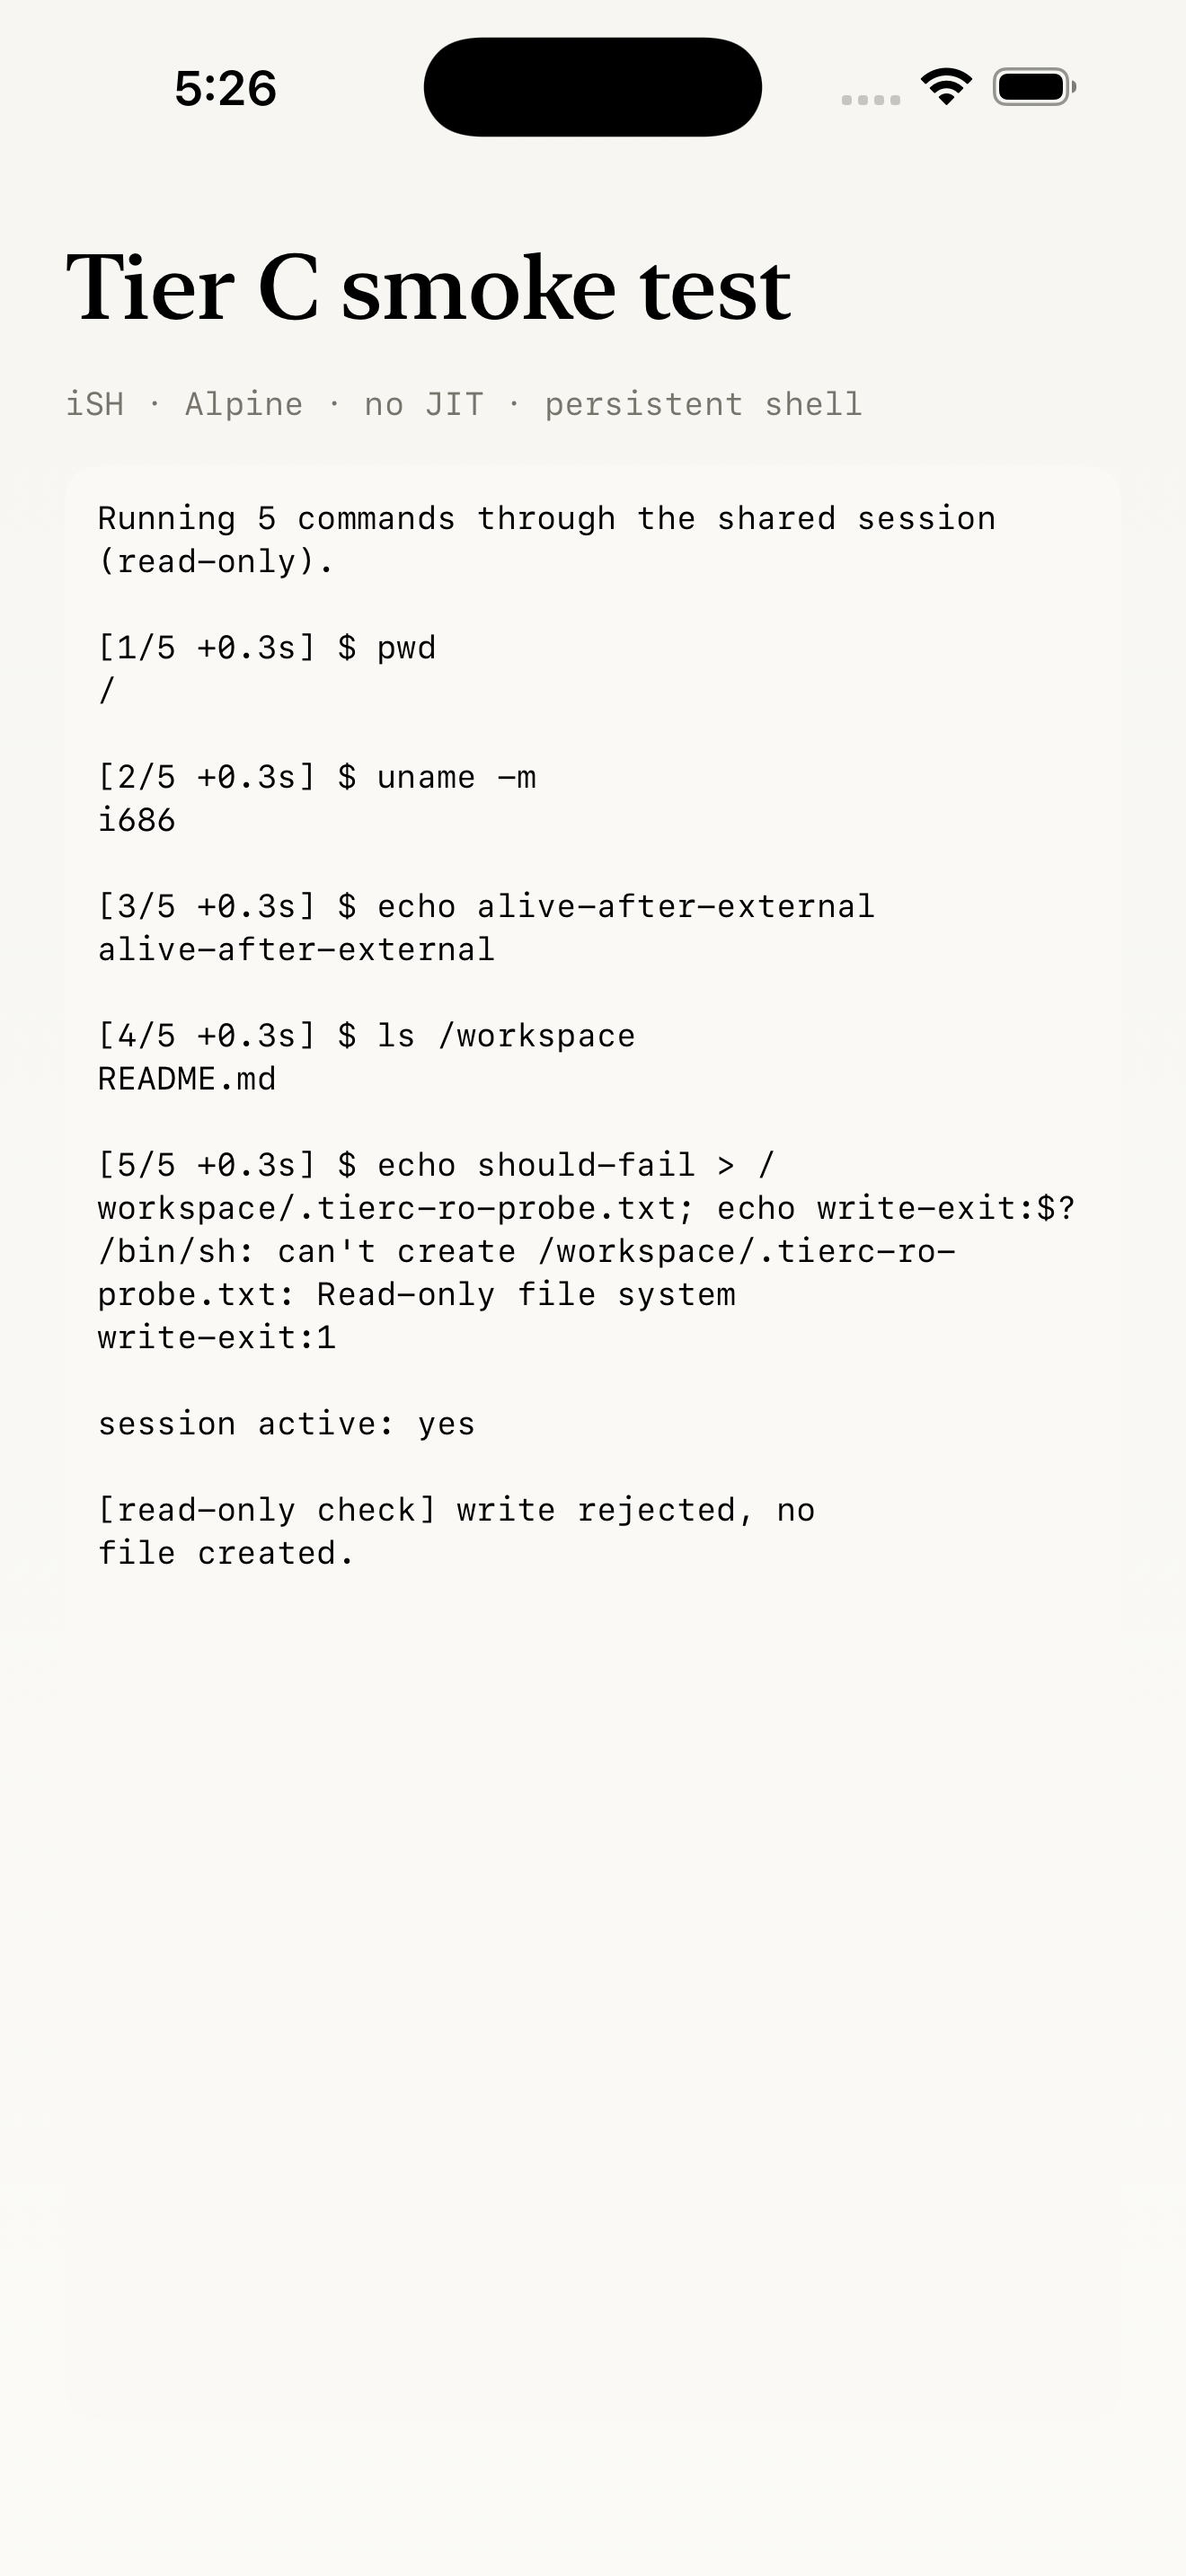 5:26
Tier C smoke test
iSH · Alpine · no JIT · persistent shell
Running 5 commands through the shared session
(read-only).
[1/5 +0.3s] $ pwd
/
[2/5 +0.3s] $ uname -m
i686
[3/5 +0.3s] $ echo alive-after-external
alive-after-external
[4/5 +0.3s] $ ls /workspace
README.md
[5/5 +0.3s] $ echo should-fail > /
workspace/.tierc-ro-probe.txt; echo write-exit:$?
/bin/sh: can't create /workspace/.tierc-ro-
probe.txt: Read-only file system
write-exit:1
session active: yes
[read-only check] write rejected, no
file created.